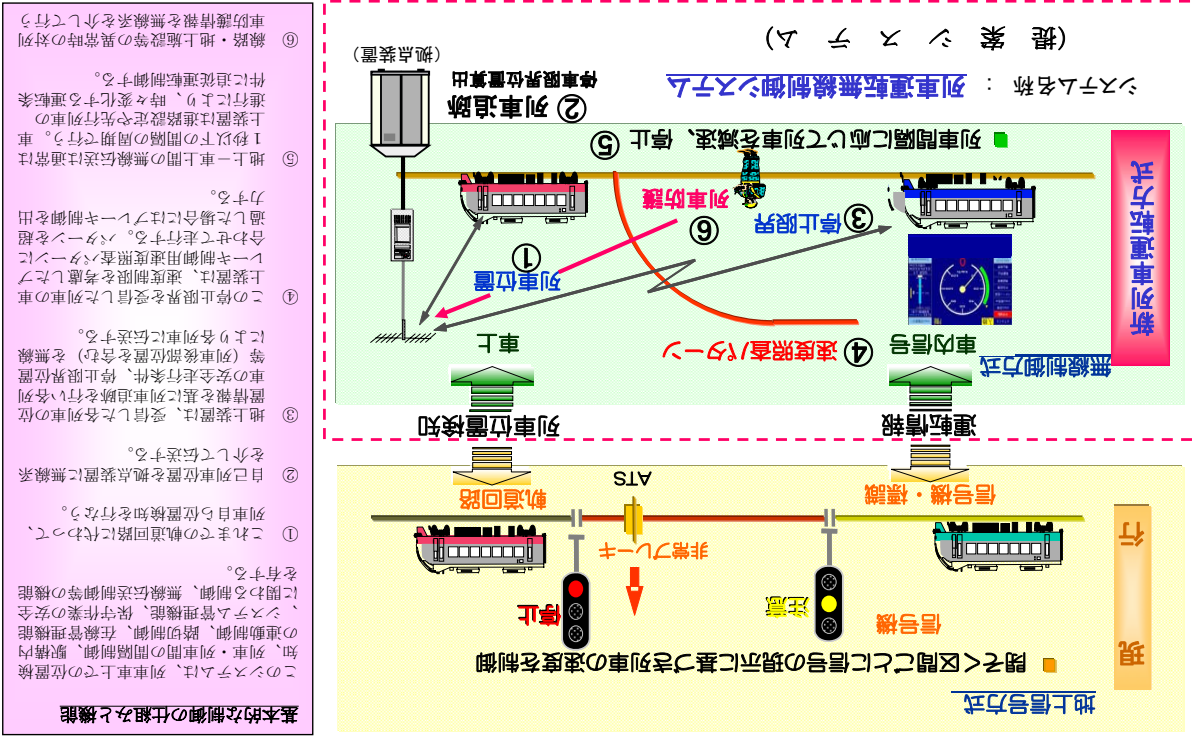 地上信号方式
現行
閉そく区間ごとに信号の現示に基づき列車の速度を制御
信号機
注意
停止
非常ブレーキ
信号機・標識
ATS
軌道回路
運転情報
列車位置検知
新列車運転方式
無線制御方式
車内信号
④ 速度照査パターン
車上
① 列車位置
③ 停止限界
⑥ 列車防護
列車間隔に応じて列車を減速、停止 ⑤
② 列車追跡
停車限界位置算出
（拠点装置）
システム名称 ： 列車運転無線制御システム
（提 案 シ ス テ ム）
基本的な制御の仕組みと機能
このシステムは、列車車上での位置検
知、列車・列車間の間隔制御、駅構内
の連動制御、踏切制御、在線管理機能
、システム管理機能、保守作業の安全
に関わる制御、無線伝送制御等の機能
を有する。
① これまでの軌道回路に代わって、
列車自ら位置検知を行なう。
② 自己列車位置を拠点装置に無線系
を介して伝送する。
③ 地上装置は、受信した各列車の位
置情報を基に列車追跡を行い各列
車の安全走行条件、停止限界位置
等（列車後部位置を含む）を無線
により各列車に伝送する。
④ この停止限界を受信した列車の車
上装置は、速度制限を考慮したブ
レーキ制御用速度照査パターンに
合わせて走行する。パターンを超
過した場合にはブレーキ制御を出
力する。
⑤ 地上－車上間の無線伝送は通常は
１秒以下の間隔の周期で行う。車
上装置は進路設定や先行列車の
進行により、時々変化する運転条
件に追従運転制御する。
⑥ 線路・地上施設等の異常時の対列
車防護情報を無線系を介して行う